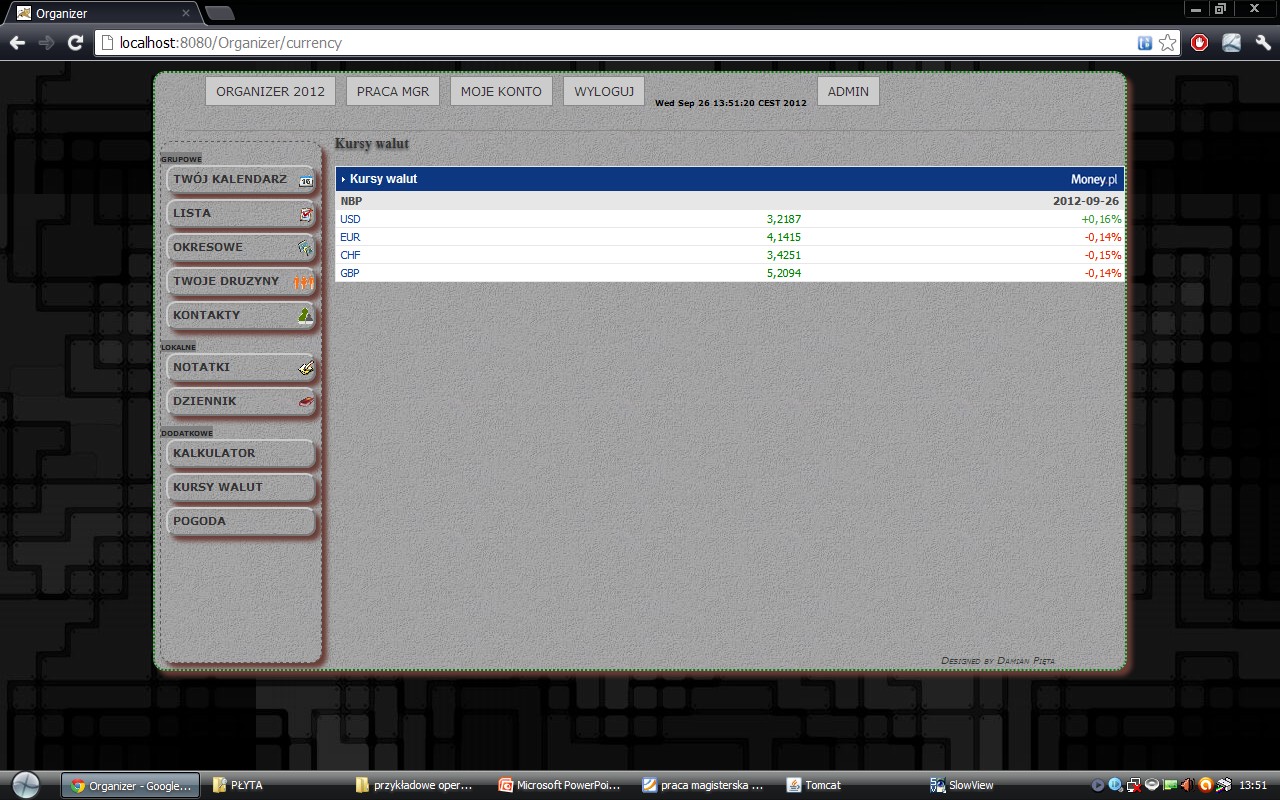 Organizer
localhost:8080/Organizer/currency
ORGANIZER 2012 PRACA MGR MOJE KONTO WYLOGUJ Wed Sep 26 13:51:20 CEST 2012 ADMIN
GRUPOWE
TWÓJ KALENDARZ
LISTA
OKRESOWE
TWOJE DRUZYNY
KONTAKTY
LOKALNE
NOTATKI
DZIENNIK
DODATKOWE
KALKULATOR
KURSY WALUT
POGODA
Kursy walut
Kursy walut Money.pl
NBP 2012-09-26
USD 3,2187 +0,16%
EUR 4,1415 -0,14%
CHF 3,4251 -0,15%
GBP 5,2094 -0,14%
Designed by Damian Pięta
Organizer - Google... PŁYTA przykładowe oper... Microsoft PowerPoi... praca magisterska ... Tomcat SlowView 13:51